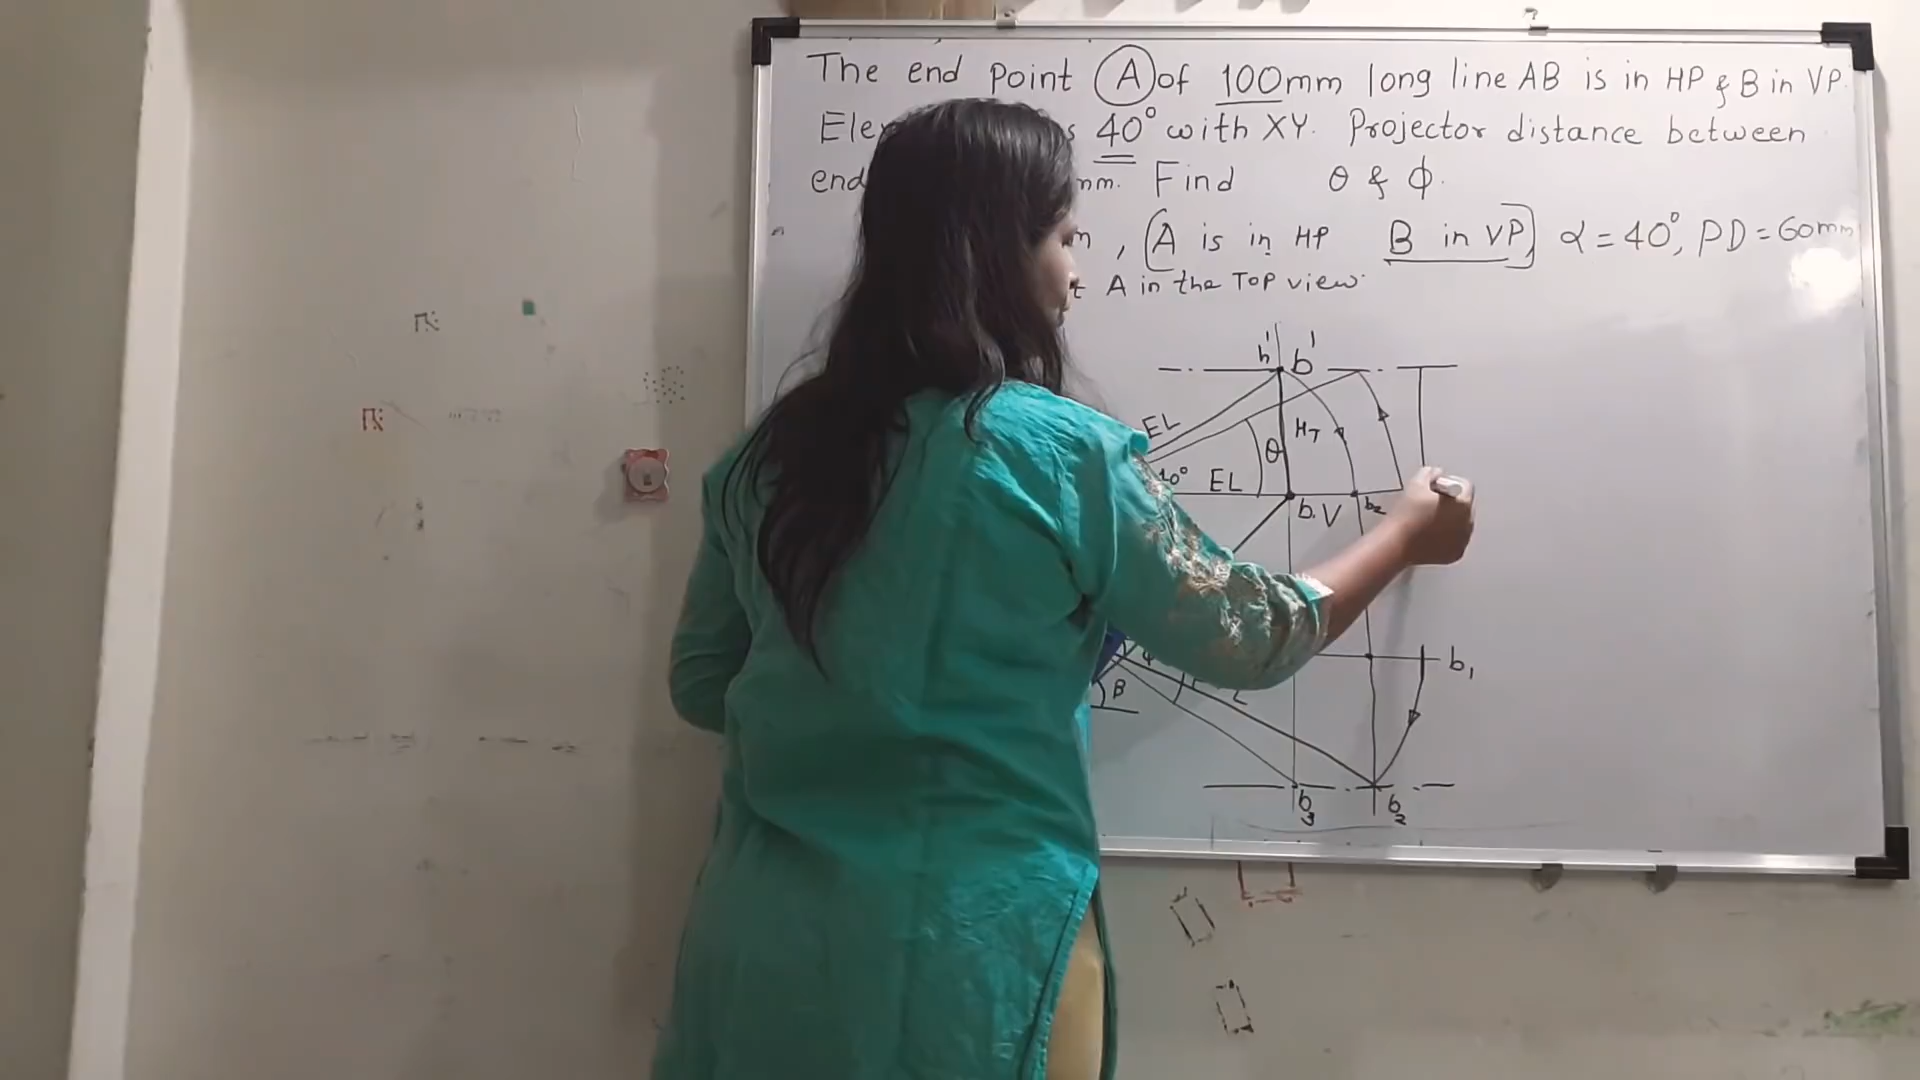 The end point A of 100mm long line AB is in HP & B in VP.
40° with XY. Projector distance between
end mm. Find θ & ϕ.
, A is in HP B in VP, α = 40°, PD = 60mm
A in the Top view.
h' b'
EL
θ HT
40° EL
b. V b2
b1
β L
b3 b2